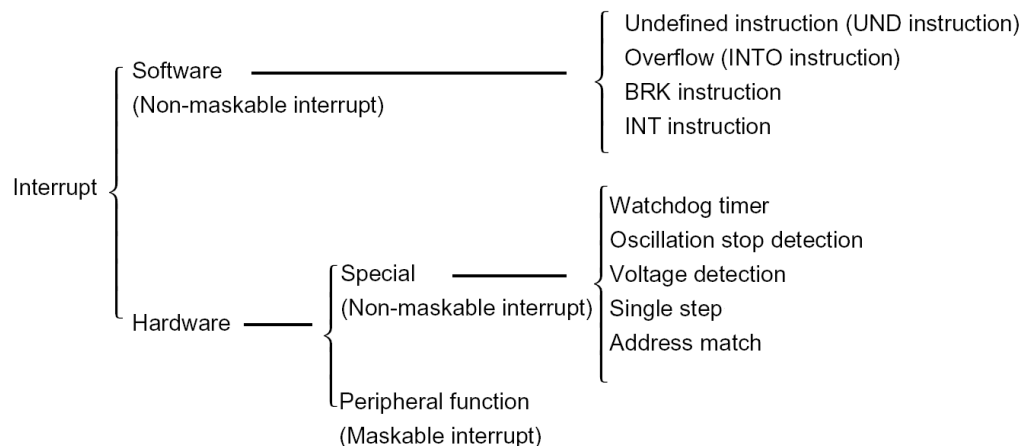 Interrupt
Software
(Non-maskable interrupt)
Undefined instruction (UND instruction)
Overflow (INTO instruction)
BRK instruction
INT instruction
Hardware
Special
(Non-maskable interrupt)
Watchdog timer
Oscillation stop detection
Voltage detection
Single step
Address match
Peripheral function
(Maskable interrupt)